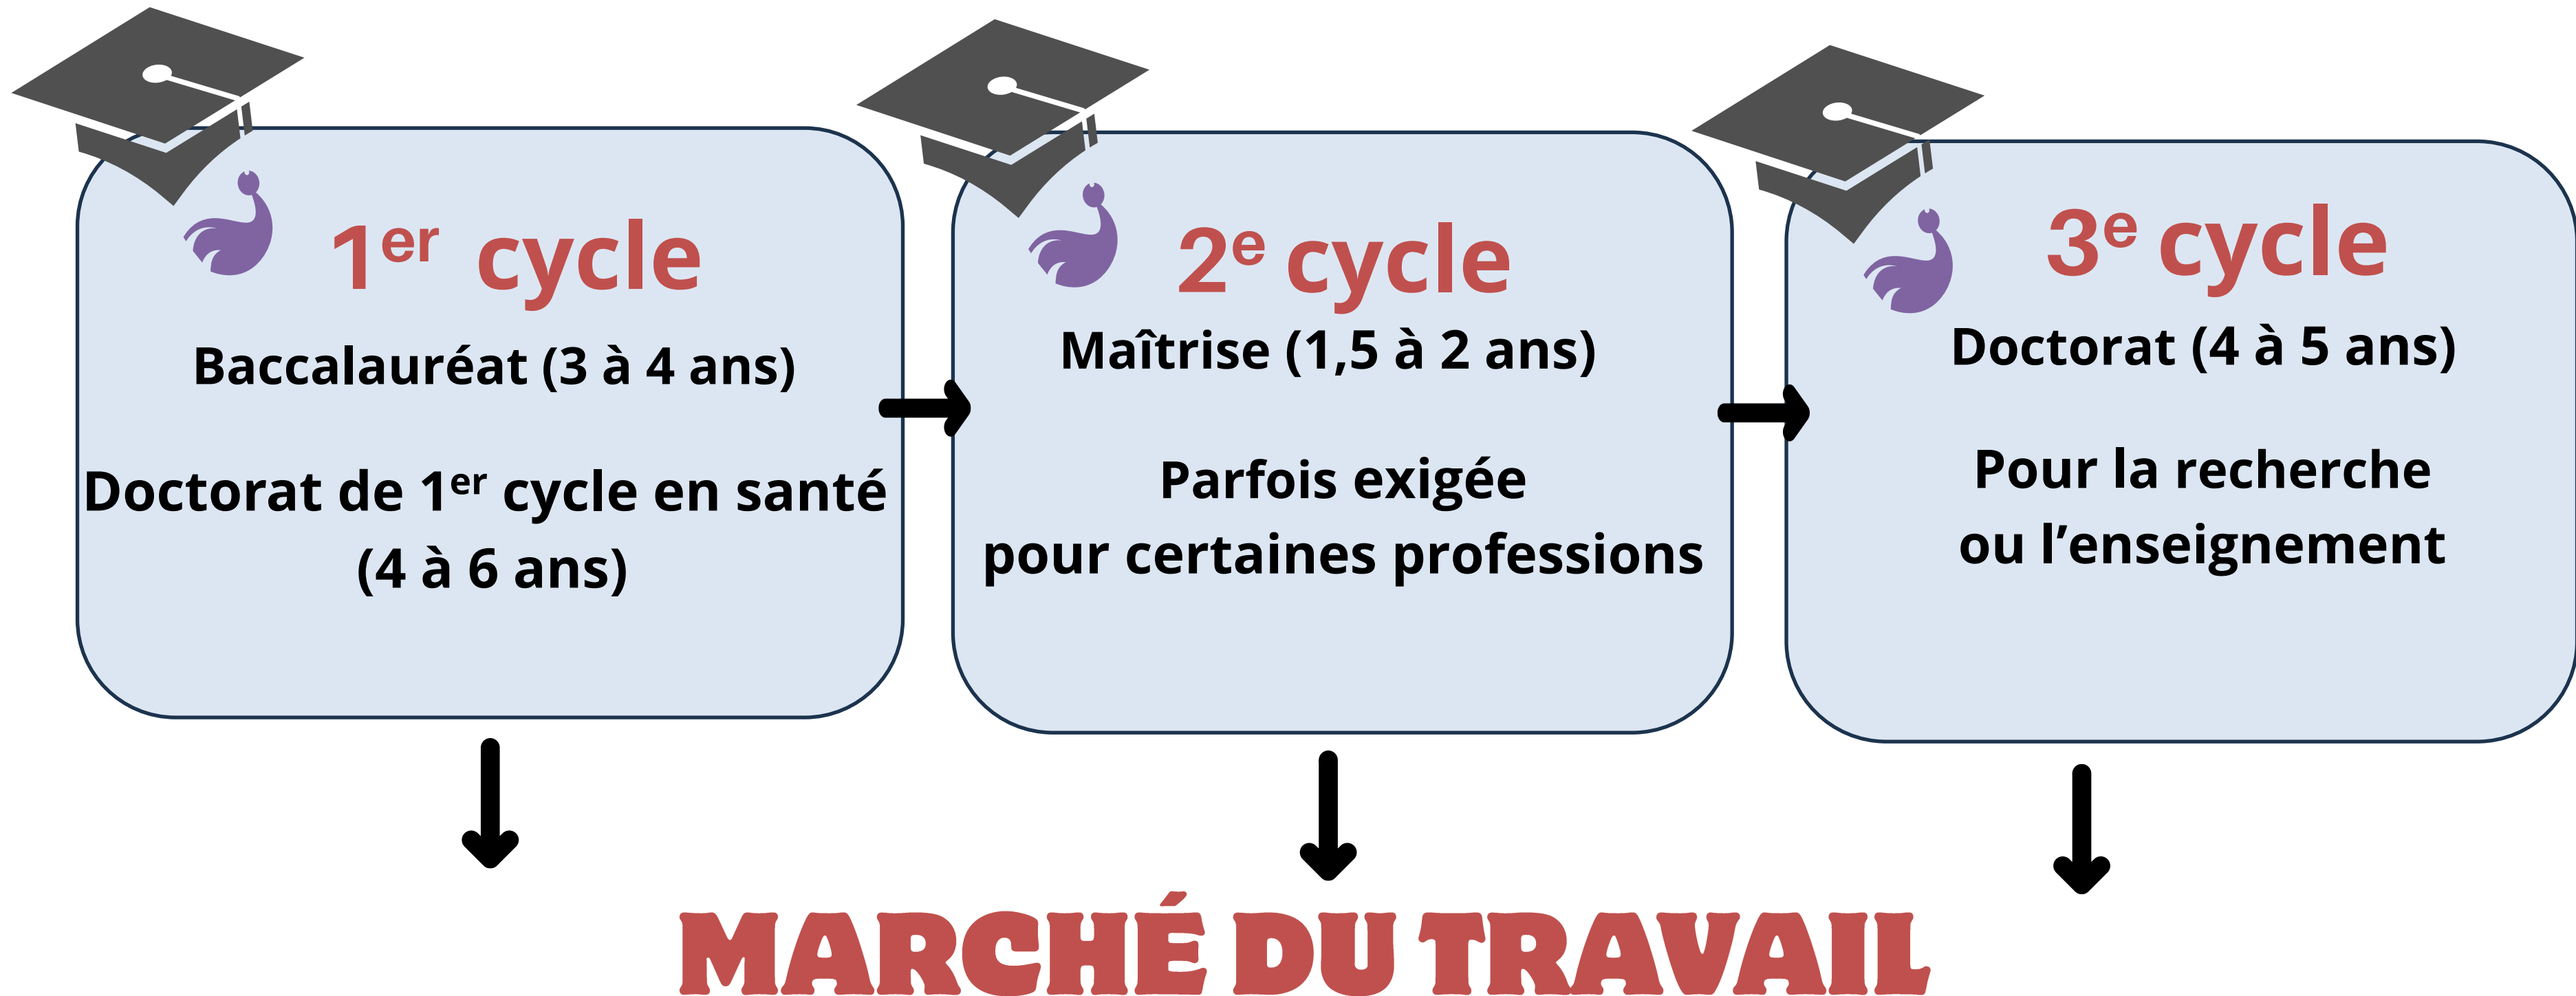 1er cycle
Baccalauréat (3 à 4 ans)
Doctorat de 1er cycle en santé
(4 à 6 ans)
2e cycle
Maîtrise (1,5 à 2 ans)
Parfois exigée
pour certaines professions
3e cycle
Doctorat (4 à 5 ans)
Pour la recherche
ou l’enseignement
MARCHÉ DU TRAVAIL